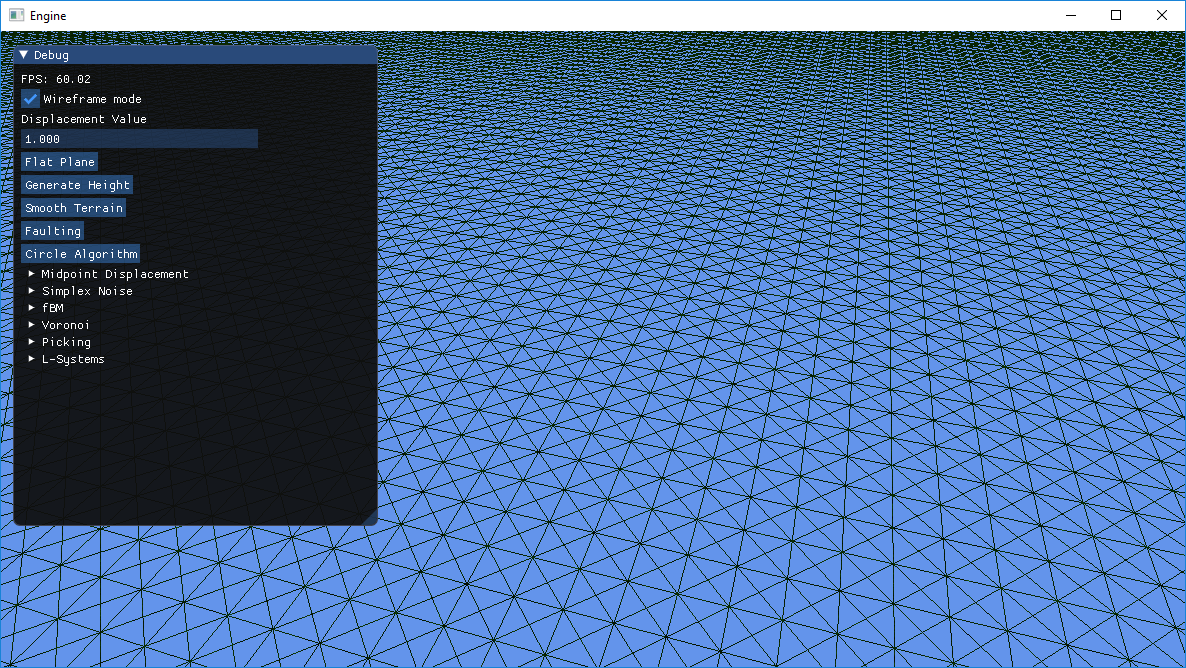 Engine
Debug
FPS: 60.02
Wireframe mode
Displacement Value
1.000
Flat Plane
Generate Height
Smooth Terrain
Faulting
Circle Algorithm
Midpoint Displacement
Simplex Noise
fBM
Voronoi
Picking
L-Systems